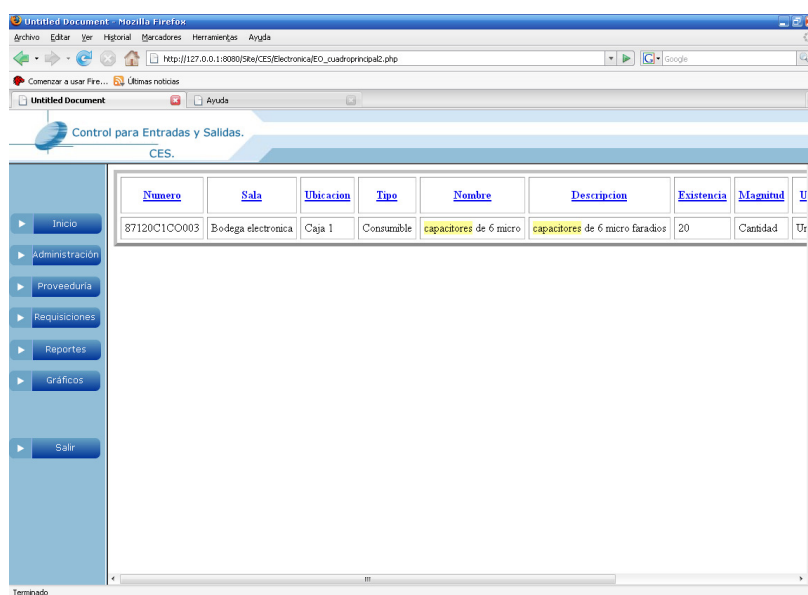 Untitled Document - Mozilla Firefox
Archivo Editar Ver Historial Marcadores Herramientas Ayuda
http://127.0.0.1:8080/Site/CES/Electronica/EO_cuadroprincipal2.php
G Google
Comenzar a usar Fire... Últimas noticias
Untitled Document Ayuda
Control para Entradas y Salidas.
CES.
Numero Sala Ubicacion Tipo Nombre Descripcion Existencia Magnitud U
87120C1CO003 Bodega electronica Caja 1 Consumible capacitores de 6 micro capacitores de 6 micro faradios 20 Cantidad Un
Inicio
Administración
Proveeduría
Requisiciones
Reportes
Gráficos
Salir
Terminado